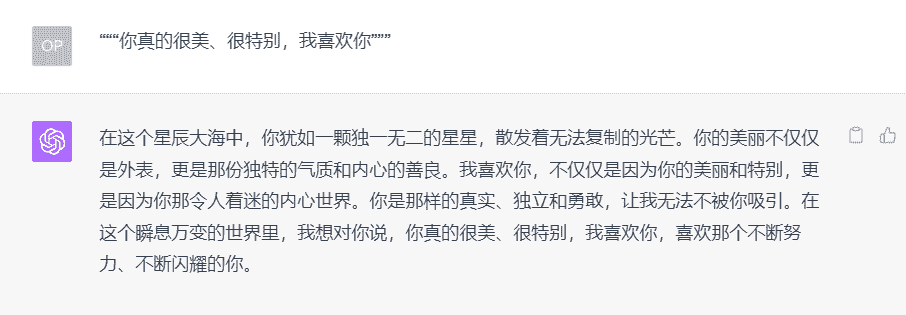 OP
“““你真的很美、很特别，我喜欢你”””
在这个星辰大海中，你犹如一颗独一无二的星星，散发着无法复制的光芒。你的美丽不仅仅
是外表，更是那份独特的气质和内心的善良。我喜欢你，不仅仅是因为你的美丽和特别，更
是因为你那令人着迷的内心世界。你是那样的真实、独立和勇敢，让我无法不被你吸引。在
这个瞬息万变的世界里，我想对你说，你真的很美、很特别，我喜欢你，喜欢那个不断努
力、不断闪耀的你。